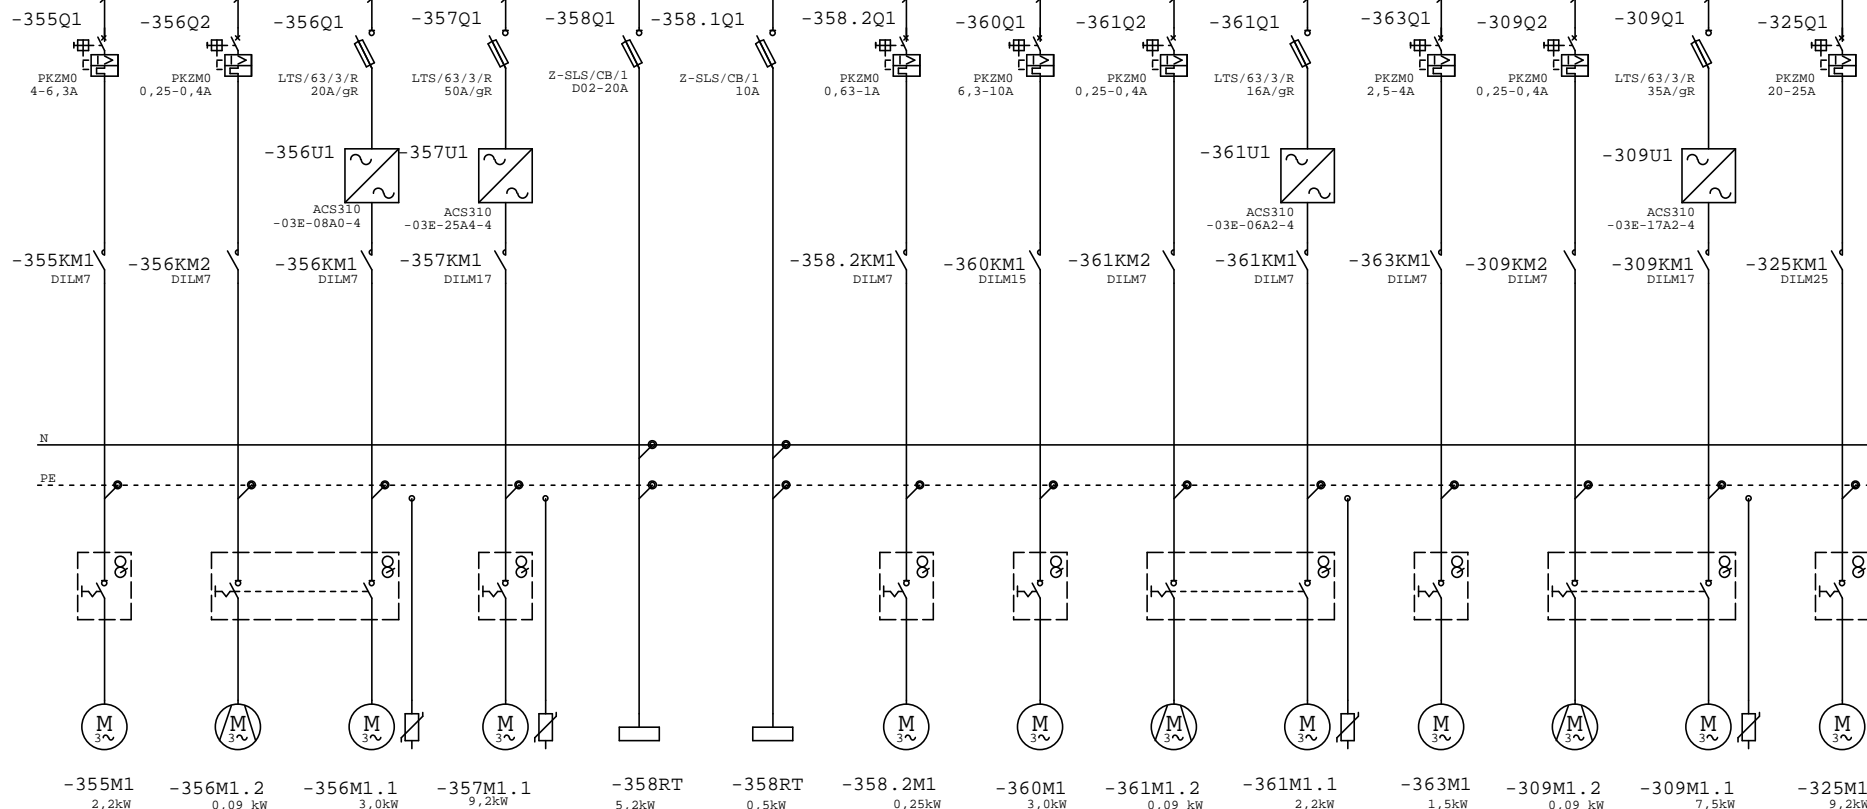 -355Q1
-356Q2
-356Q1
-357Q1
-358Q1
-358.1Q1
-358.2Q1
-360Q1
-361Q2
-361Q1
-363Q1
-309Q2
-309Q1
-325Q1
PKZM0
4-6,3A
PKZM0
0,25-0,4A
LTS/63/3/R
20A/gR
LTS/63/3/R
50A/gR
Z-SLS/CB/1
D02-20A
Z-SLS/CB/1
10A
PKZM0
0,63-1A
PKZM0
6,3-10A
PKZM0
0,25-0,4A
LTS/63/3/R
16A/gR
PKZM0
2,5-4A
PKZM0
0,25-0,4A
LTS/63/3/R
35A/gR
PKZM0
20-25A
-356U1
-357U1
-361U1
-309U1
ACS310
-03E-08A0-4
ACS310
-03E-25A4-4
ACS310
-03E-06A2-4
ACS310
-03E-17A2-4
-355KM1
DILM7
-356KM2
DILM7
-356KM1
DILM7
-357KM1
DILM17
-358.2KM1
DILM7
-360KM1
DILM15
-361KM2
DILM7
-361KM1
DILM7
-363KM1
DILM7
-309KM2
DILM7
-309KM1
DILM17
-325KM1
DILM25
N
PE
M
3~
M
3~
M
3~
M
3~
M
3~
M
3~
M
3~
M
3~
M
3~
M
3~
M
3~
M
3~
-355M1
2,2kW
-356M1.2
0.09 kW
-356M1.1
3,0kW
-357M1.1
9,2kW
-358RT
5.2kW
-358RT
0.5kW
-358.2M1
0,25kW
-360M1
3.0kW
-361M1.2
0.09 kW
-361M1.1
2,2kW
-363M1
1,5kW
-309M1.2
0.09 kW
-309M1.1
7,5kW
-325M1
9.2kW